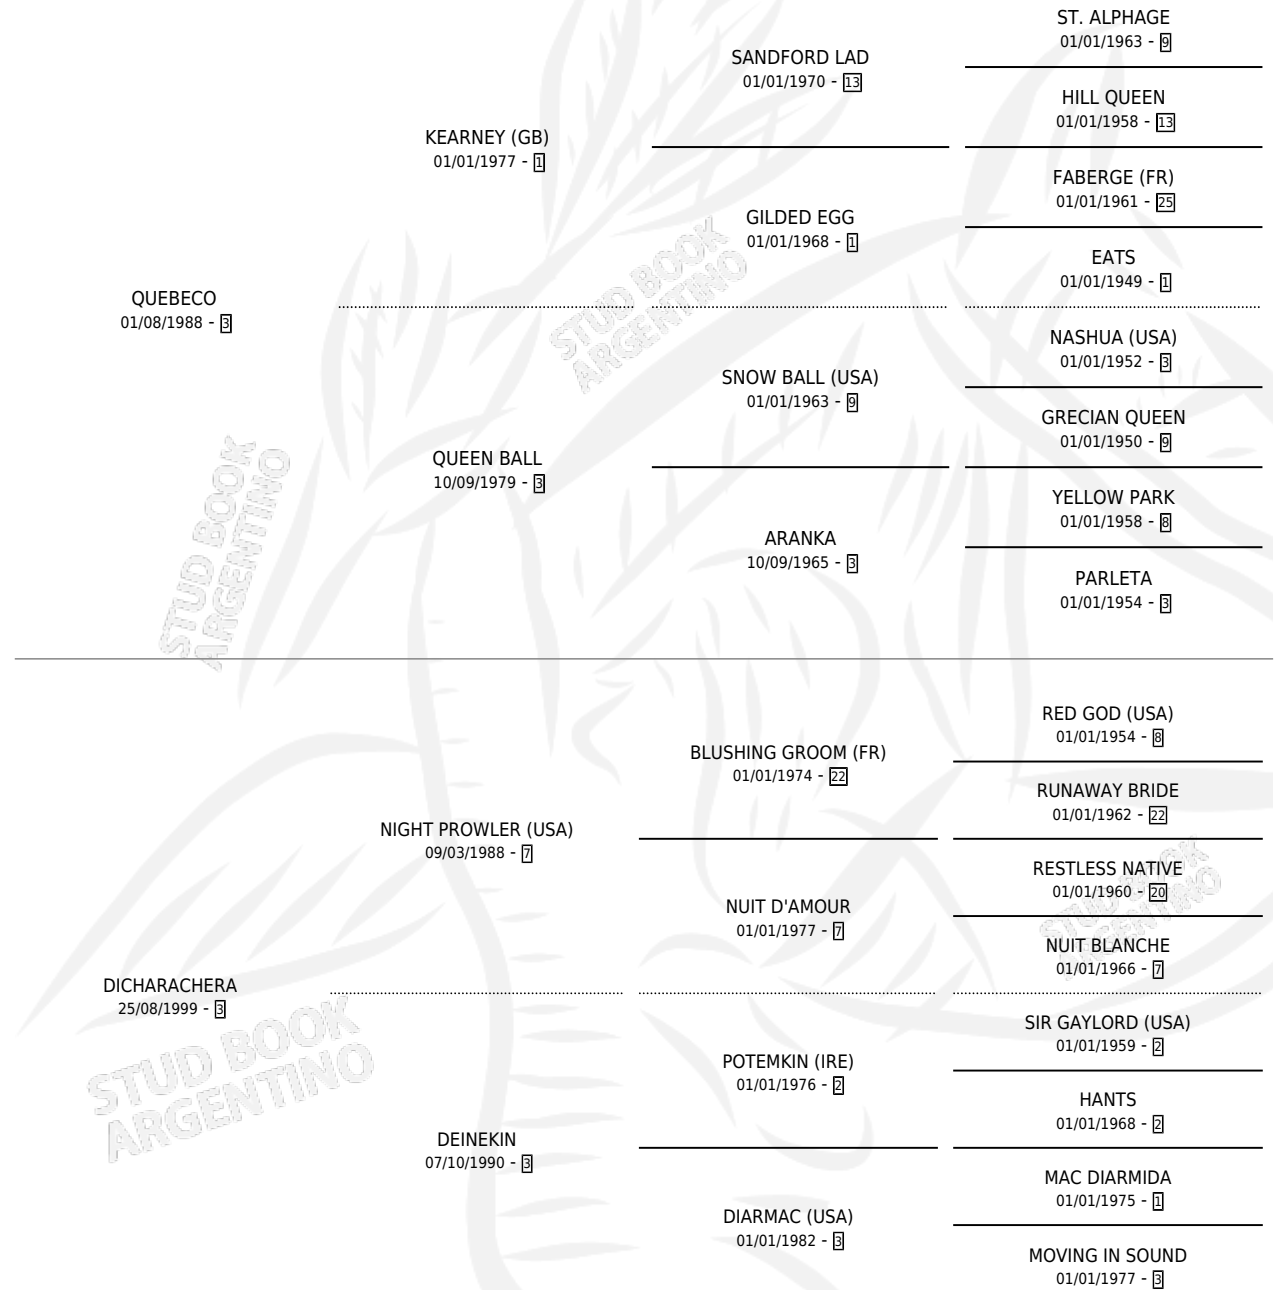 ST. ALPHAGE
01/01/1963 - 9
SANDFORD LAD
01/01/1970 - 13
HILL QUEEN
01/01/1958 - 13
KEARNEY (GB)
01/01/1977 - 1
FABERGE (FR)
01/01/1961 - 25
GILDED EGG
01/01/1968 - 1
EATS
01/01/1949 - 1
QUEBECO
01/08/1988 - 3
NASHUA (USA)
01/01/1952 - 3
SNOW BALL (USA)
01/01/1963 - 9
GRECIAN QUEEN
01/01/1950 - 9
QUEEN BALL
10/09/1979 - 3
YELLOW PARK
01/01/1958 - 8
ARANKA
10/09/1965 - 3
PARLETA
01/01/1954 - 3
RED GOD (USA)
01/01/1954 - 8
BLUSHING GROOM (FR)
01/01/1974 - 22
RUNAWAY BRIDE
01/01/1962 - 22
NIGHT PROWLER (USA)
09/03/1988 - 7
RESTLESS NATIVE
01/01/1960 - 20
NUIT D'AMOUR
01/01/1977 - 7
NUIT BLANCHE
01/01/1966 - 7
DICHARACHERA
25/08/1999 - 3
SIR GAYLORD (USA)
01/01/1959 - 2
POTEMKIN (IRE)
01/01/1976 - 2
HANTS
01/01/1968 - 2
DEINEKIN
07/10/1990 - 3
MAC DIARMIDA
01/01/1975 - 1
DIARMAC (USA)
01/01/1982 - 3
MOVING IN SOUND
01/01/1977 - 3
STUD BOOK
ARGENTINO
STUD BOOK
ARGENTINO
STUD BOOK
ARGENTINO
STUD BOOK
ARGENTINO